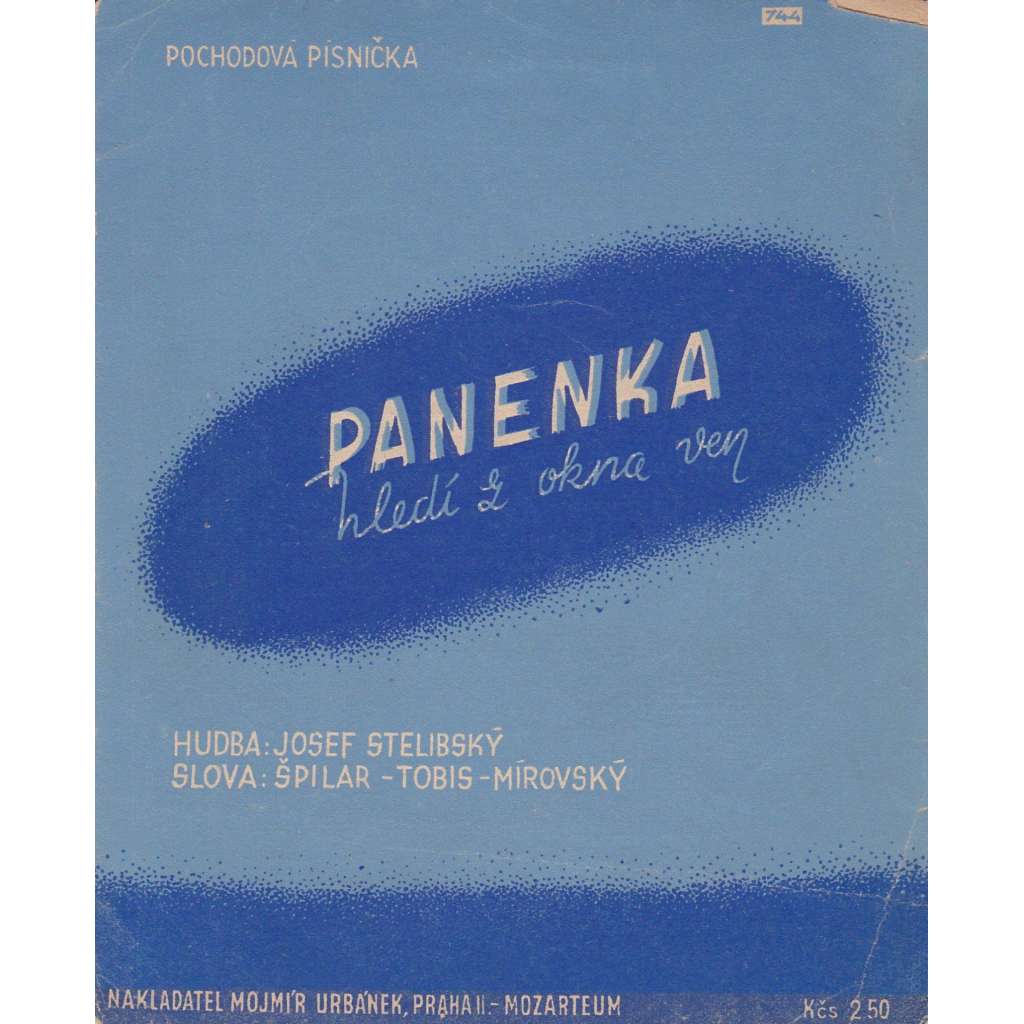 744
POCHODOVÁ PÍSNIČKA
PANENKA
hledí z okna ven
HUDBA: JOSEF STELIBSKÝ
SLOVA: ŠPILAR - TOBIS - MÍROVSKÝ
NAKLADATEL MOJMÍR URBÁNEK, PRAHA II. - MOZARTEUM
Kčs 2 50